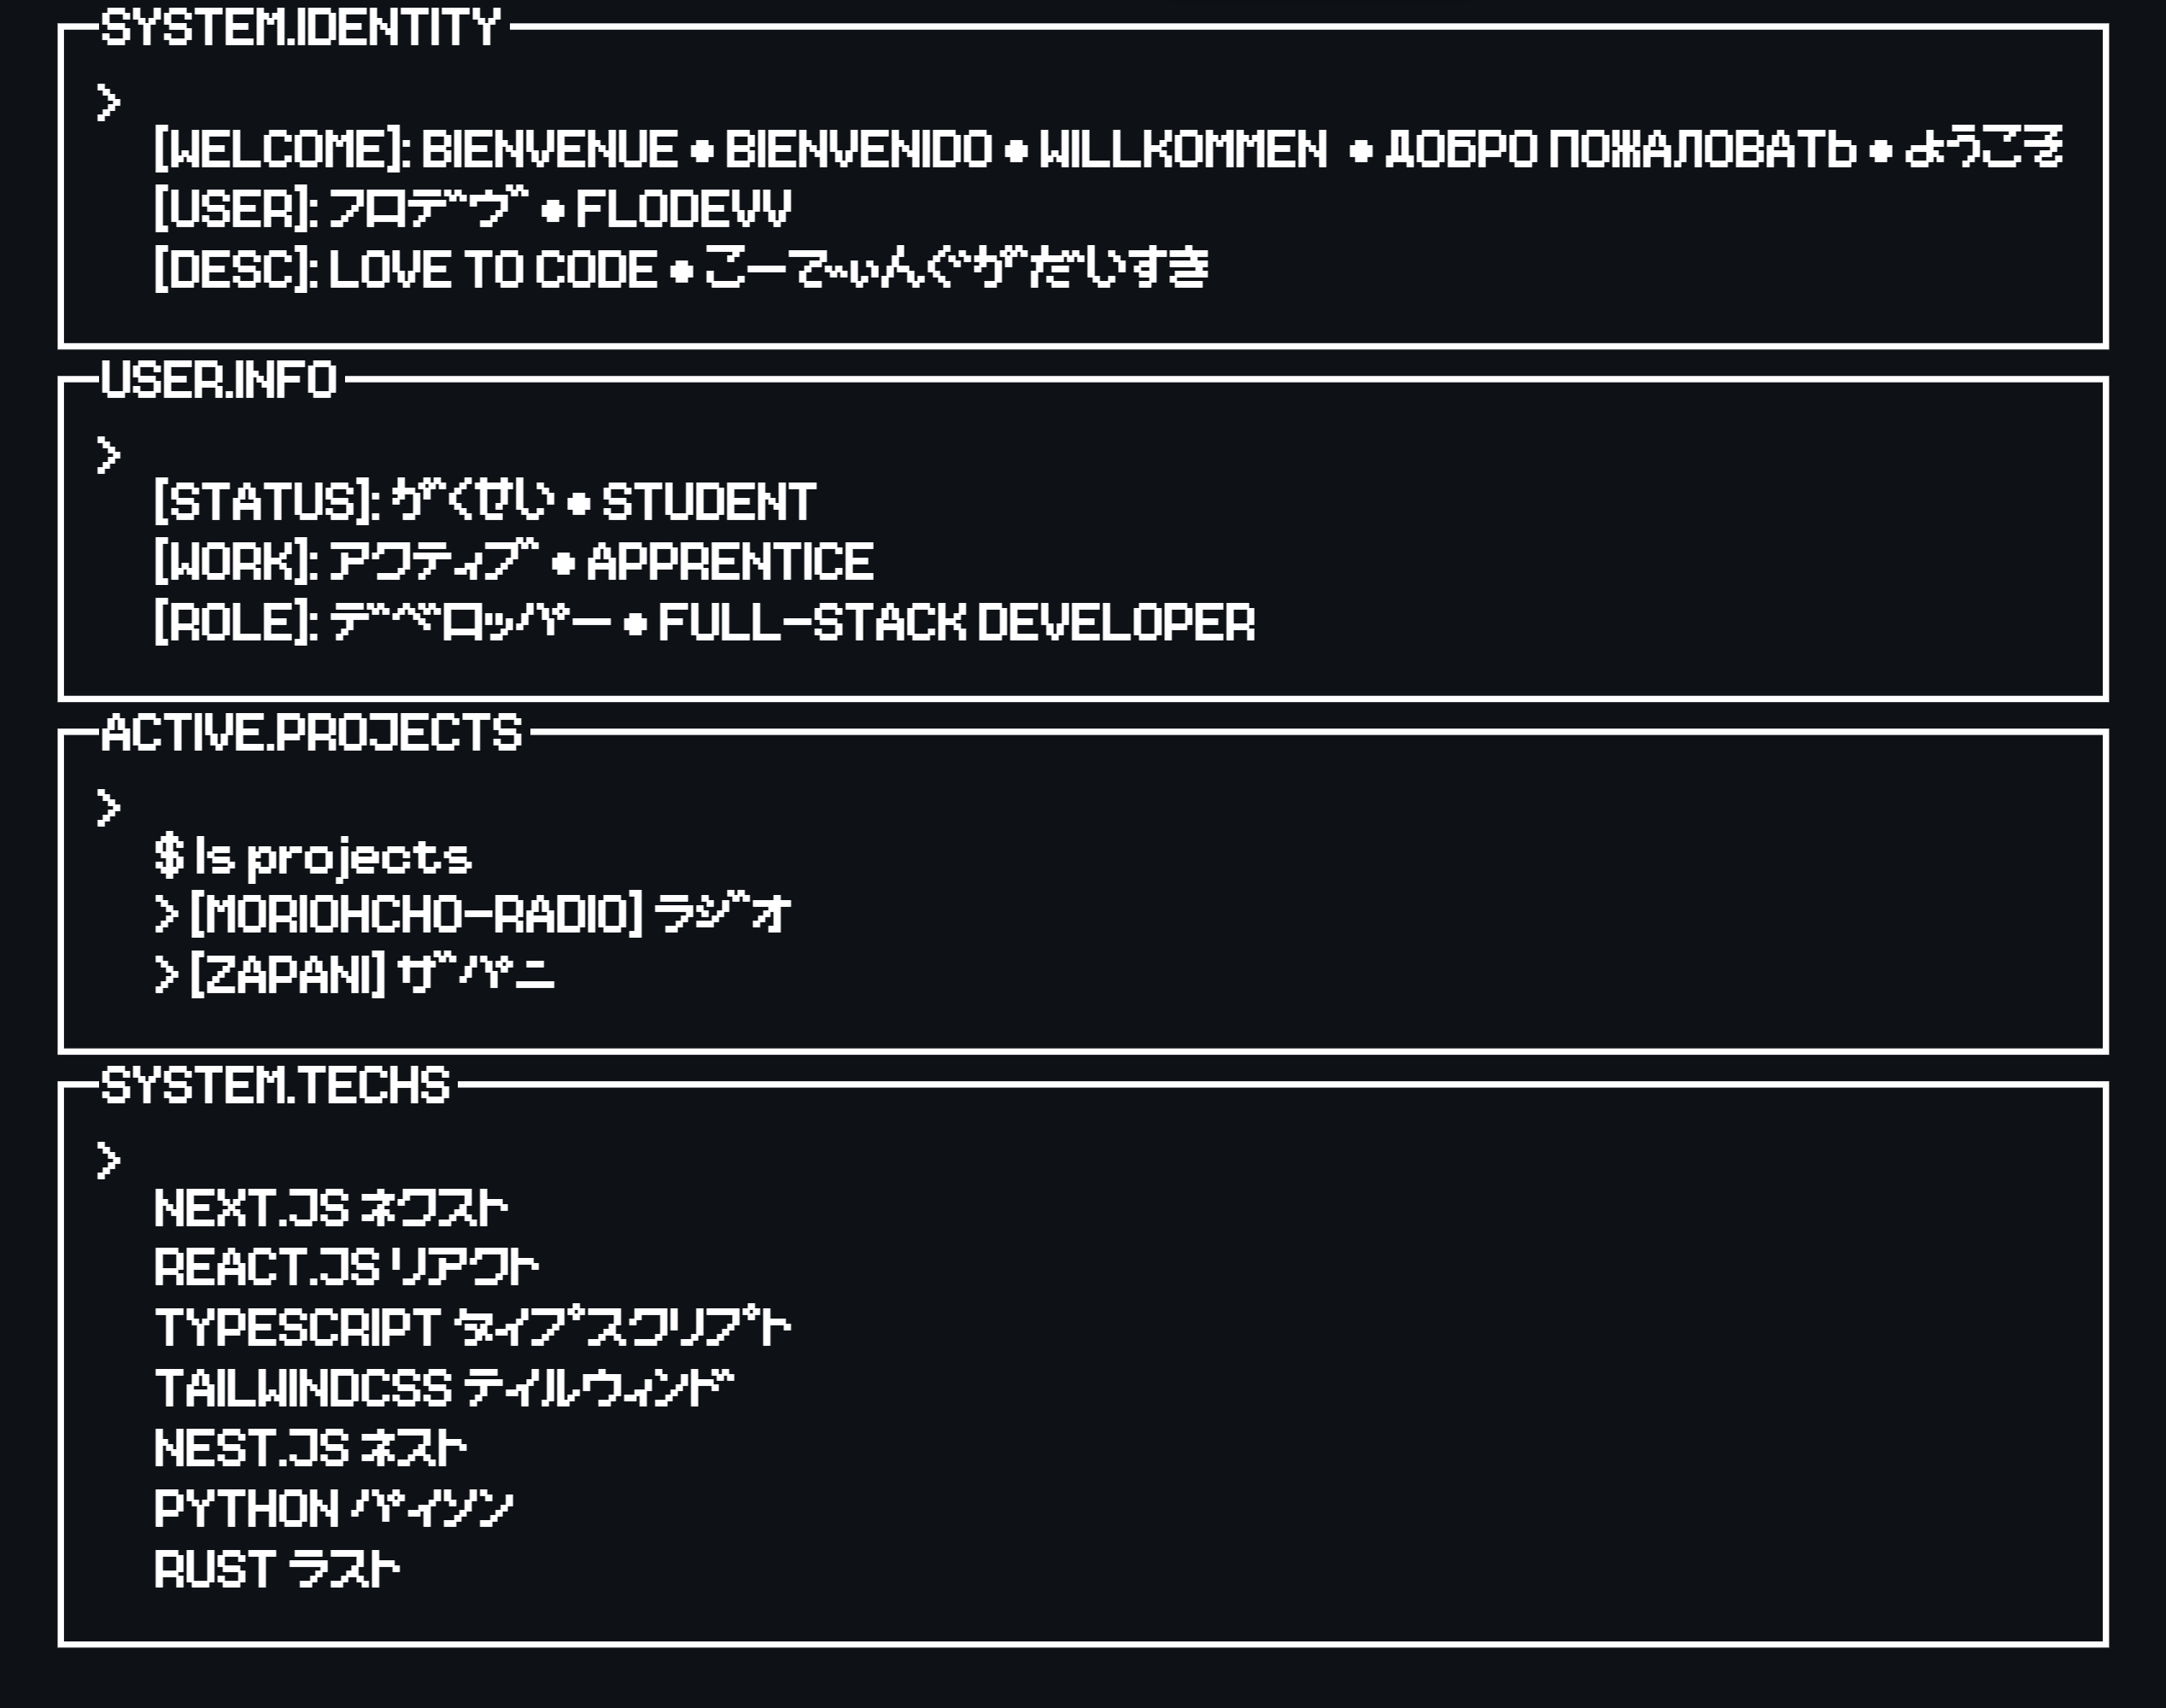 SYSTEM.IDENTITY
>
[WELCOME]: BIENVENUE • BIENVENIDO • WILLKOMMEN • ДОБРО ПОЖАЛОВАТЬ • ようこそ
[USER]: フロデヴ • FLODEVV
[DESC]: LOVE TO CODE • こーでぃんぐがだいすき
USER.INFO
>
[STATUS]: がくせい • STUDENT
[WORK]: アクティブ • APPRENTICE
[ROLE]: デベロッパー • FULL-STACK DEVELOPER
ACTIVE.PROJECTS
>
$ ls projects
> [MORIOHCHO-RADIO] ラジオ
> [ZAPANI] ザパニ
SYSTEM.TECHS
>
NEXT.JS ネクスト
REACT.JS リアクト
TYPESCRIPT タイプスクリプト
TAILWINDCSS テイルウィンド
NEST.JS ネスト
PYTHON パイソン
RUST ラスト